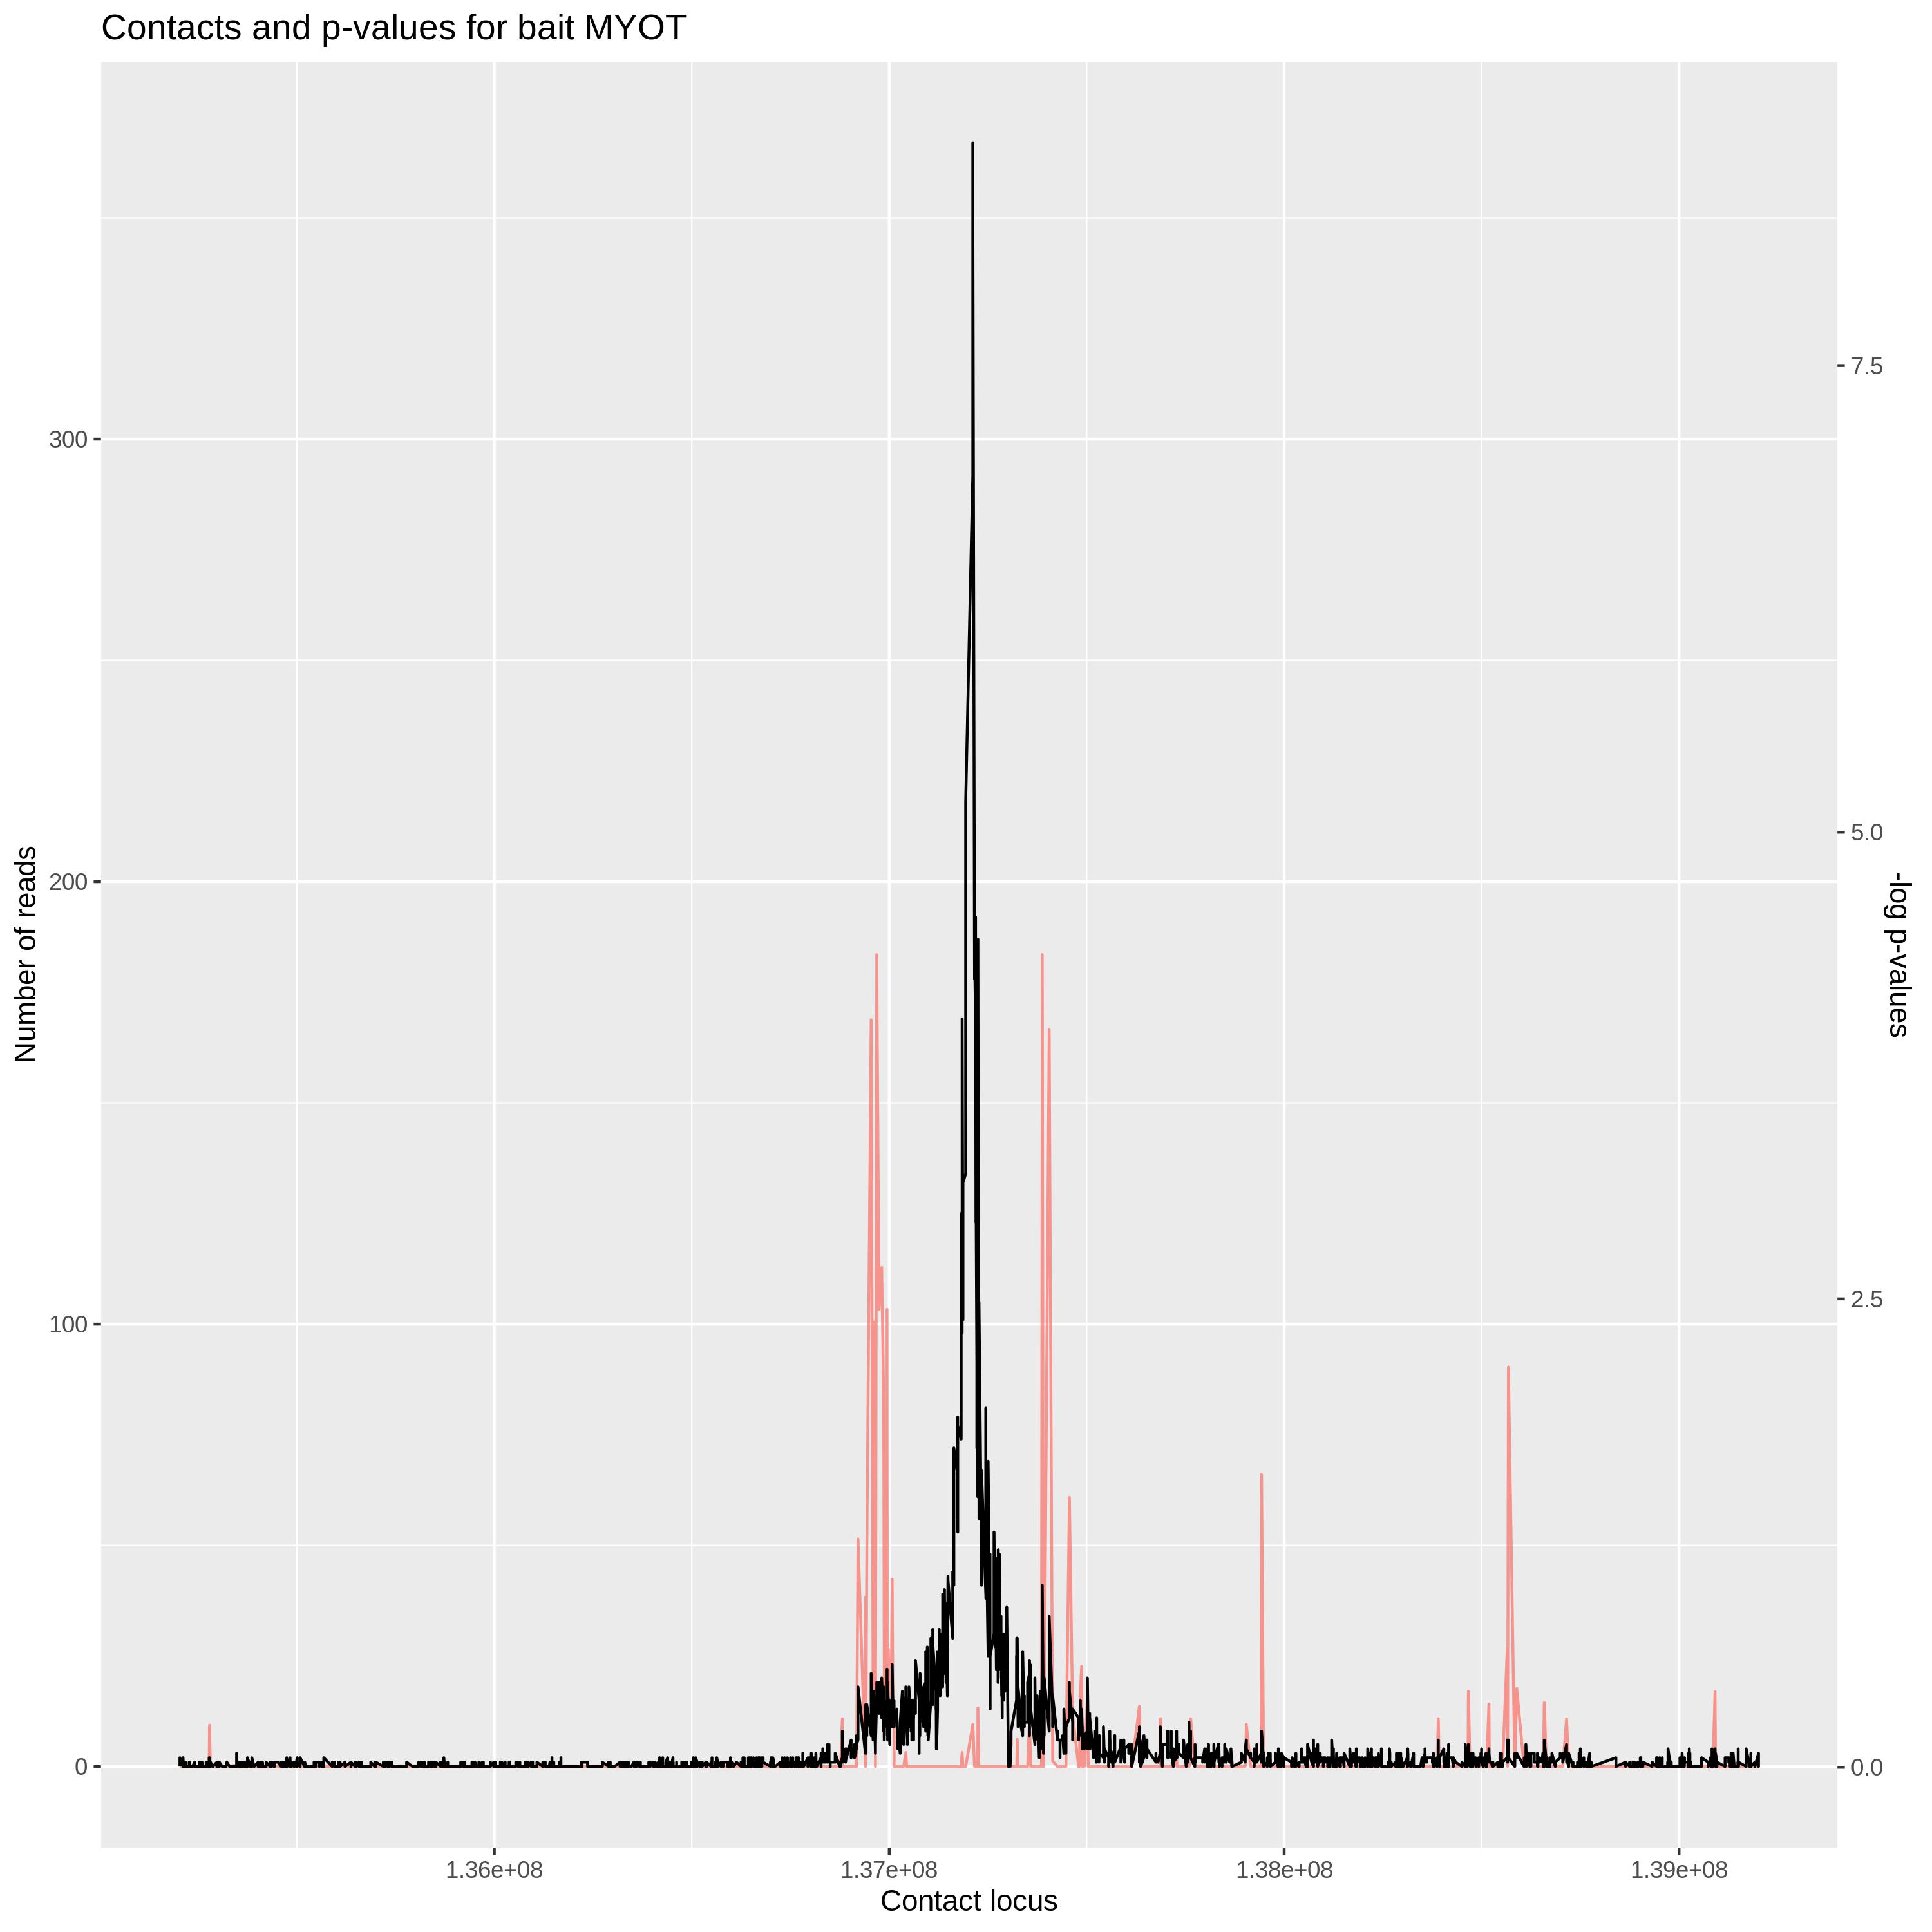 Contacts and p-values for bait MYOT
Number of reads
300
200
100
0
7.5
5.0
2.5
0.0
-log p-values
1.36e+08
1.37e+08
1.38e+08
1.39e+08
Contact locus